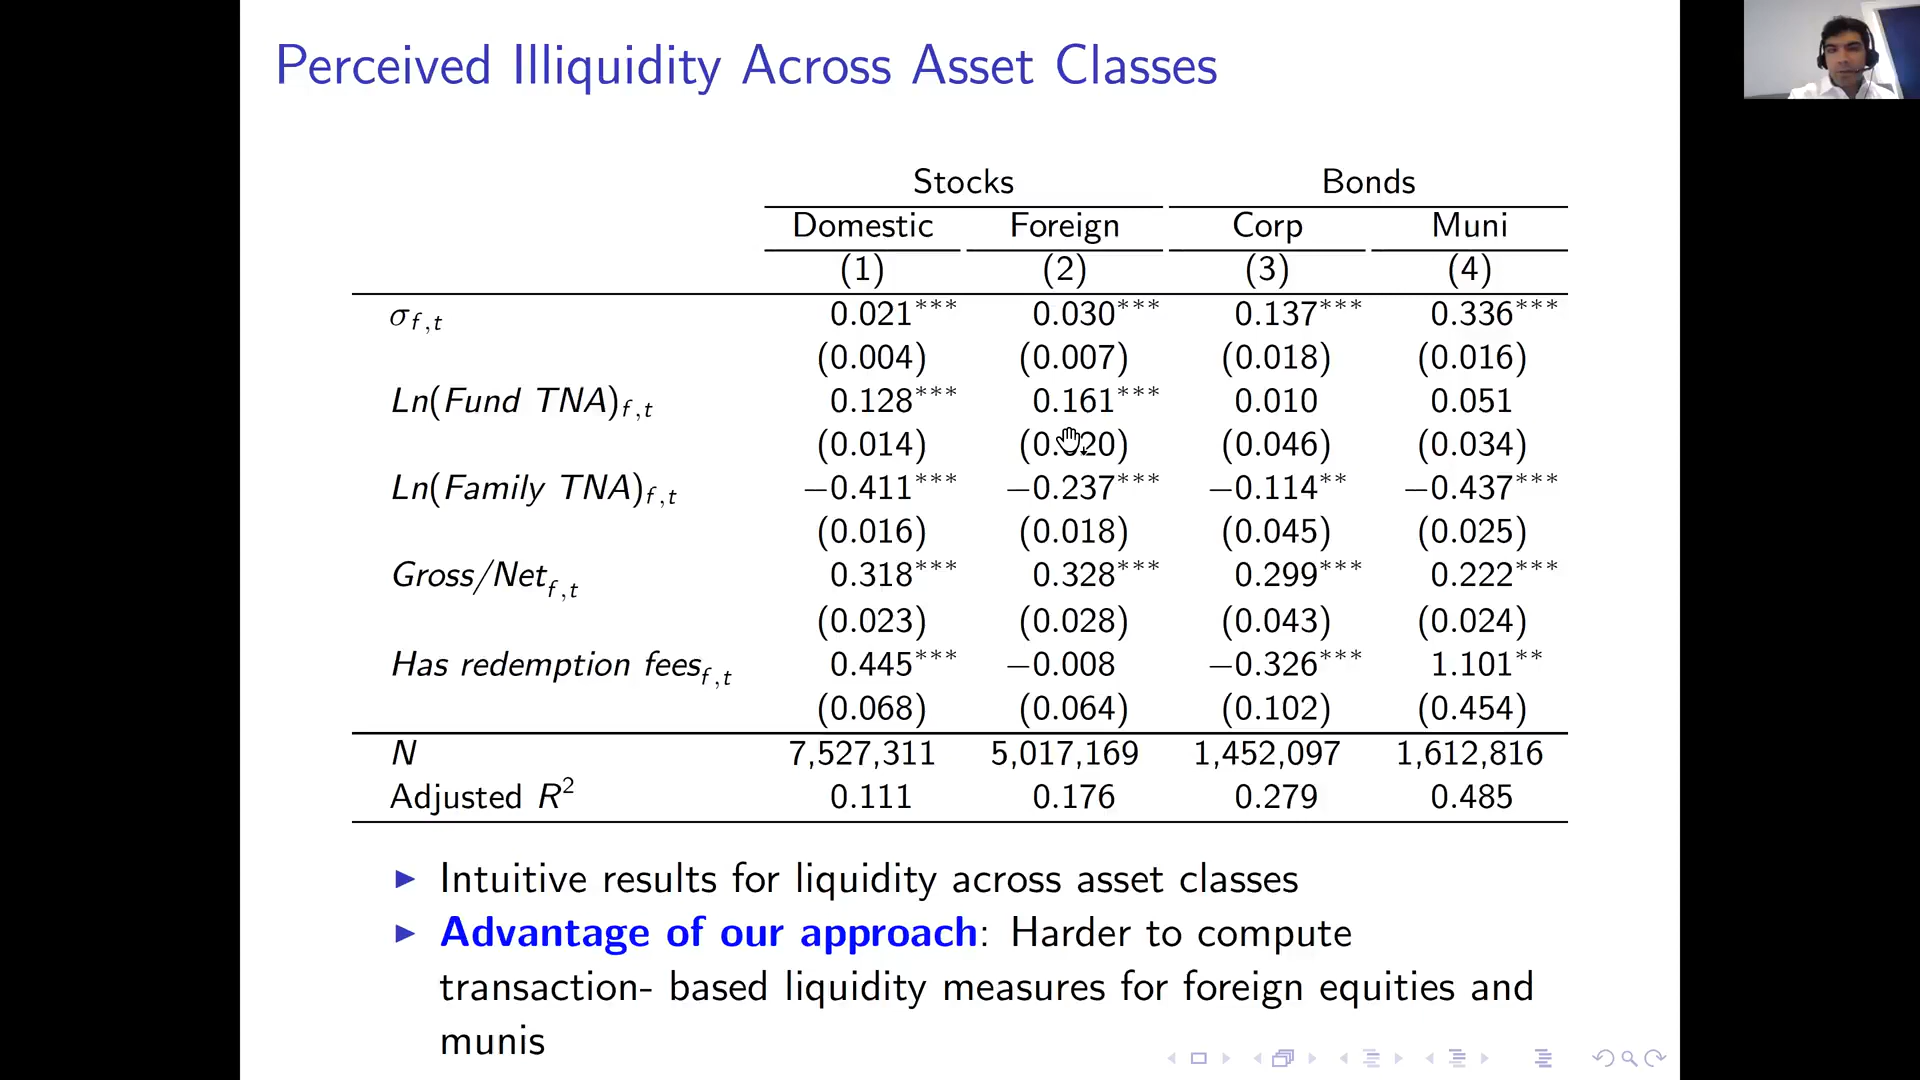 Perceived Illiquidity Across Asset Classes
Stocks Bonds
Domestic Foreign Corp Muni
(1) (2) (3) (4)
σf,t 0.021*** 0.030*** 0.137*** 0.336***
(0.004) (0.007) (0.018) (0.016)
Ln(Fund TNA)f,t 0.128*** 0.161*** 0.010 0.051
(0.014) (0.046) (0.034)
Ln(Family TNA)f,t −0.411*** −0.237*** −0.114** −0.437***
(0.016) (0.018) (0.045) (0.025)
Gross/Netf,t 0.318*** 0.328*** 0.299*** 0.222***
(0.023) (0.028) (0.043) (0.024)
Has redemption feesf,t 0.445*** −0.008 −0.326*** 1.101**
(0.068) (0.064) (0.102) (0.454)
N 7,527,311 5,017,169 1,452,097 1,612,816
Adjusted R2 0.111 0.176 0.279 0.485
Intuitive results for liquidity across asset classes
Advantage of our approach: Harder to compute
transaction- based liquidity measures for foreign equities and
munis